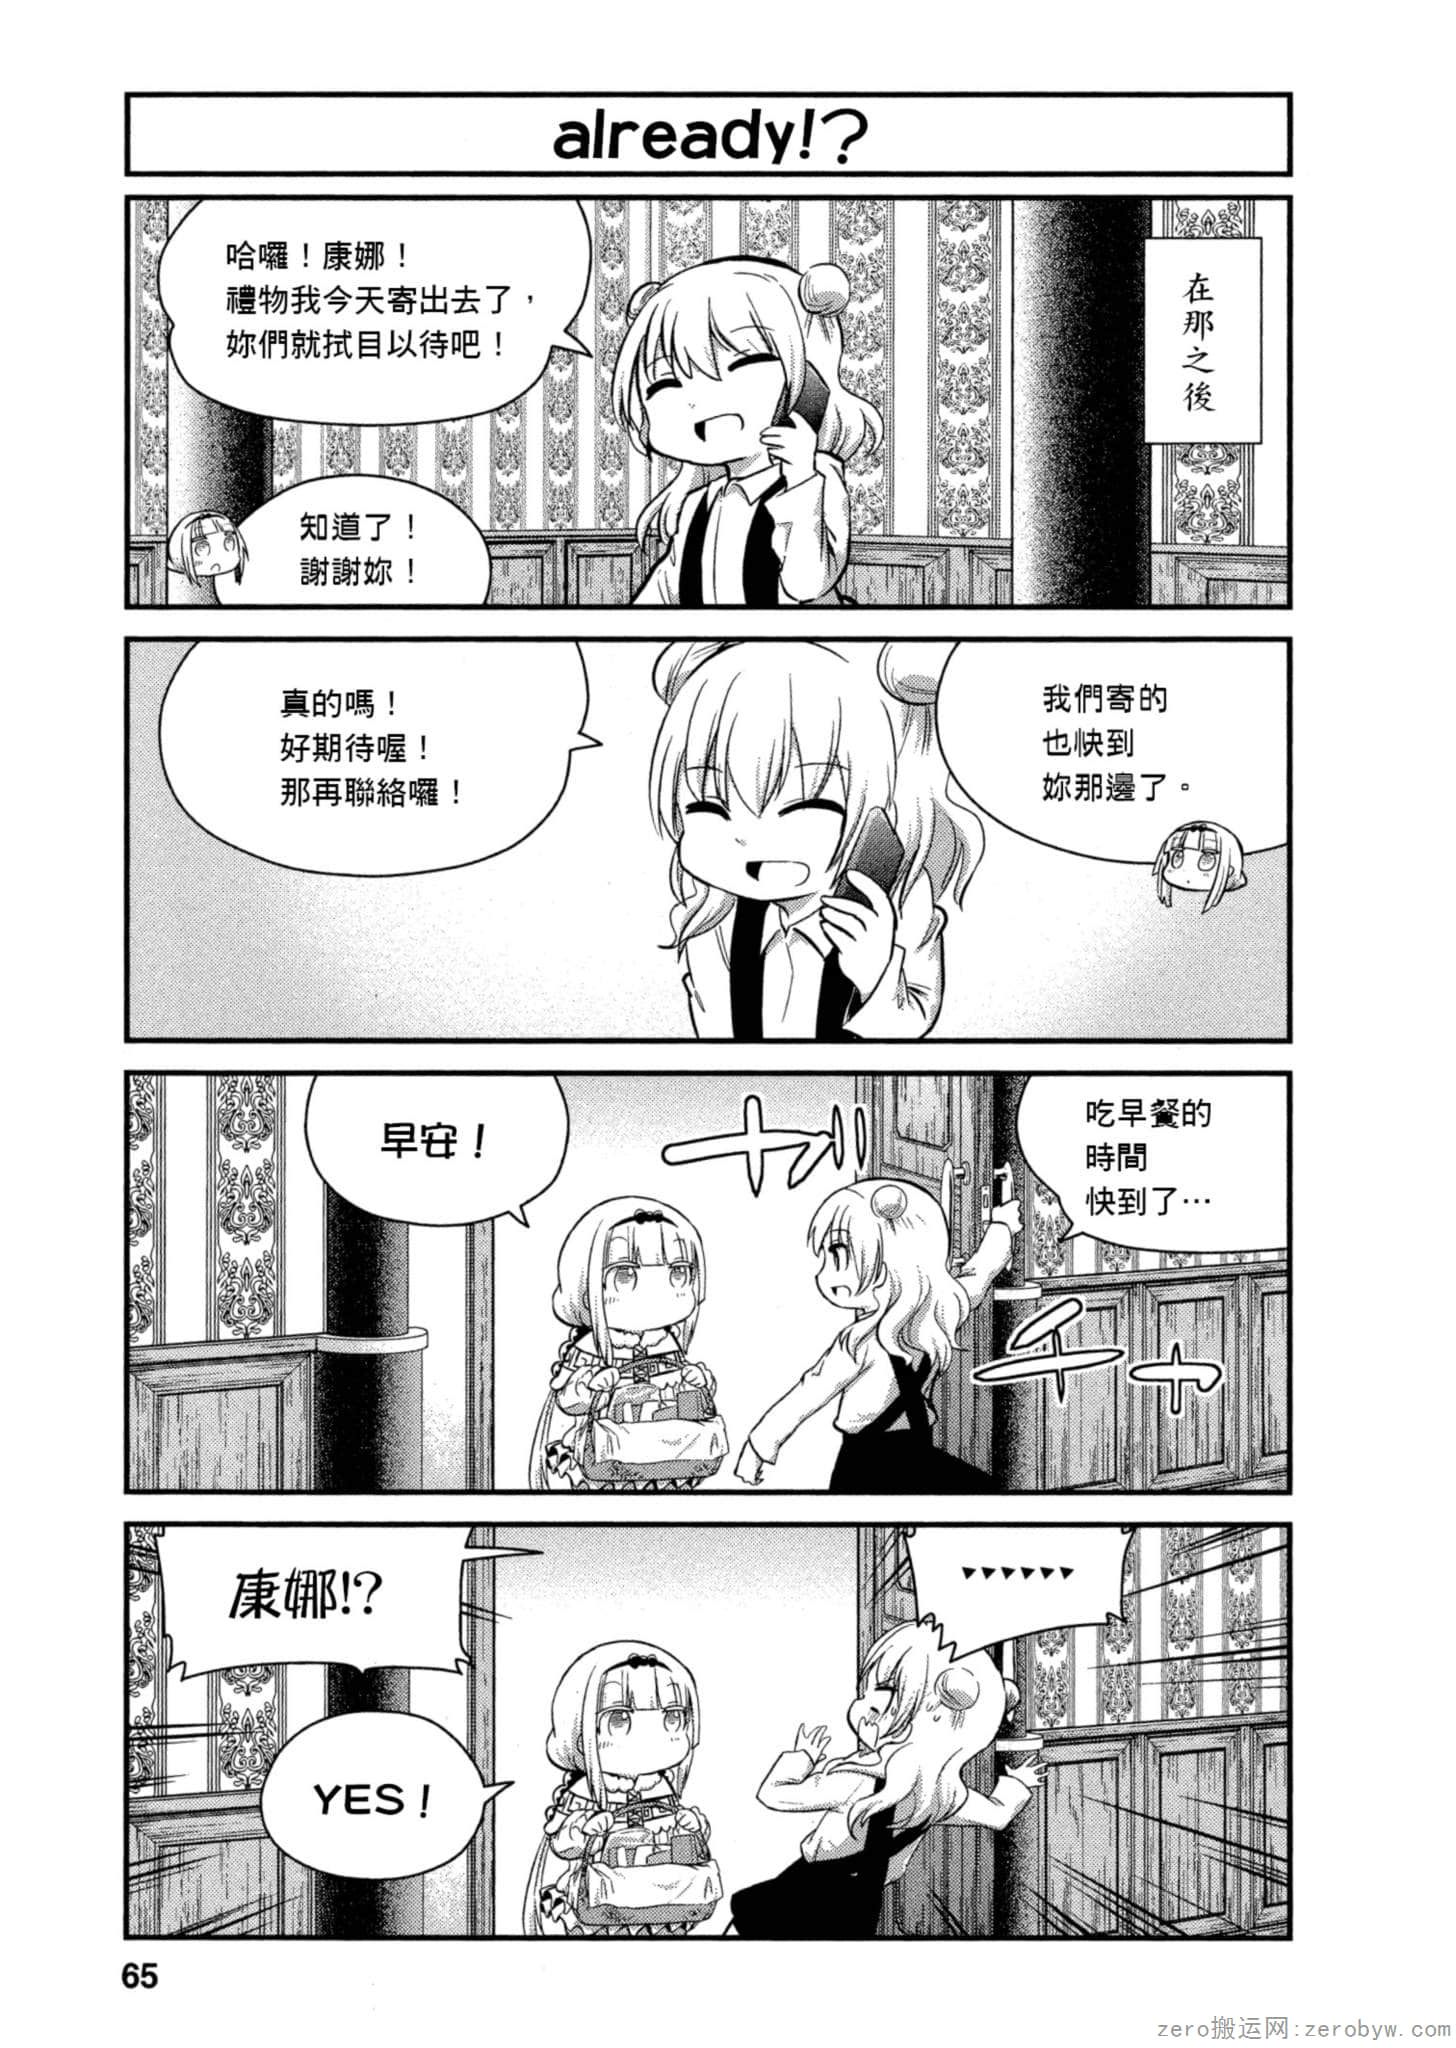 already!?
在那之後
哈囉！康娜！
禮物我今天寄出去了，
妳們就拭目以待吧！
知道了！
謝謝妳！
我們寄的
也快到
妳那邊了。
真的嗎！
好期待喔！
那再聯絡囉！
吃早餐的
時間
快到了…
早安！
……
康娜!?
YES！
65
zero搬运网:zerobyw.com